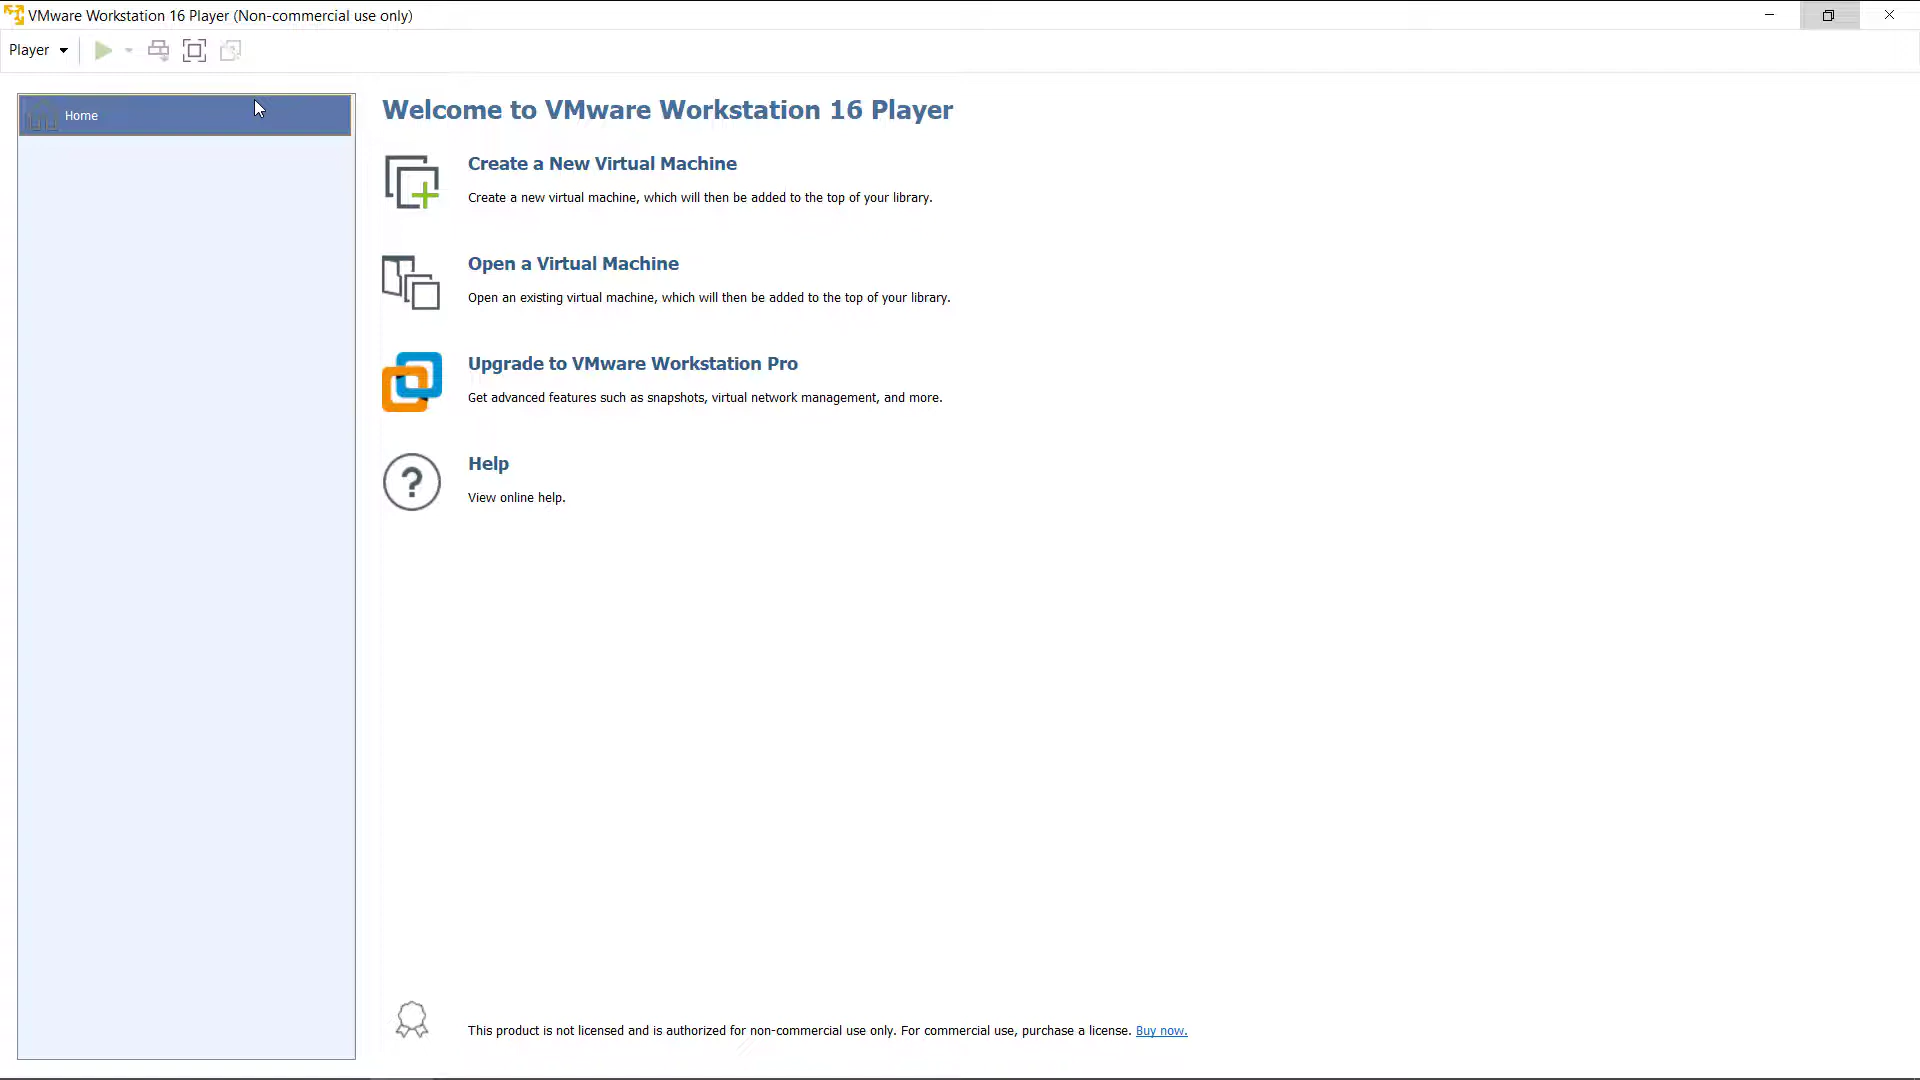 VMware Workstation 16 Player (Non-commercial use only)
Player
Home
Welcome to VMware Workstation 16 Player
Create a New Virtual Machine
Create a new virtual machine, which will then be added to the top of your library.
Open a Virtual Machine
Open an existing virtual machine, which will then be added to the top of your library.
Upgrade to VMware Workstation Pro
Get advanced features such as snapshots, virtual network management, and more.
?
Help
View online help.
This product is not licensed and is authorized for non-commercial use only. For commercial use, purchase a license. Buy now.